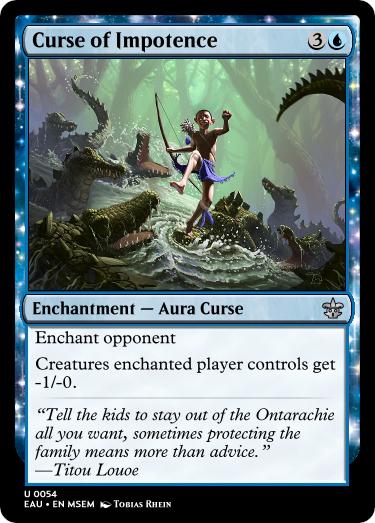 Curse of Impotence 3
Enchantment — Aura Curse
Enchant opponent
Creatures enchanted player controls get
-1/-0.
“Tell the kids to stay out of the Ontarachie
all you want, sometimes protecting the
family means more than advice.”
—Titou Louoe
U 0054
EAU • EN MSEM Tobias Rhein